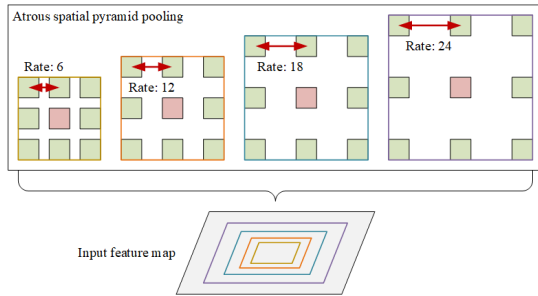 Atrous spatial pyramid pooling
Rate: 6
Rate: 12
Rate: 18
Rate: 24
Input feature map